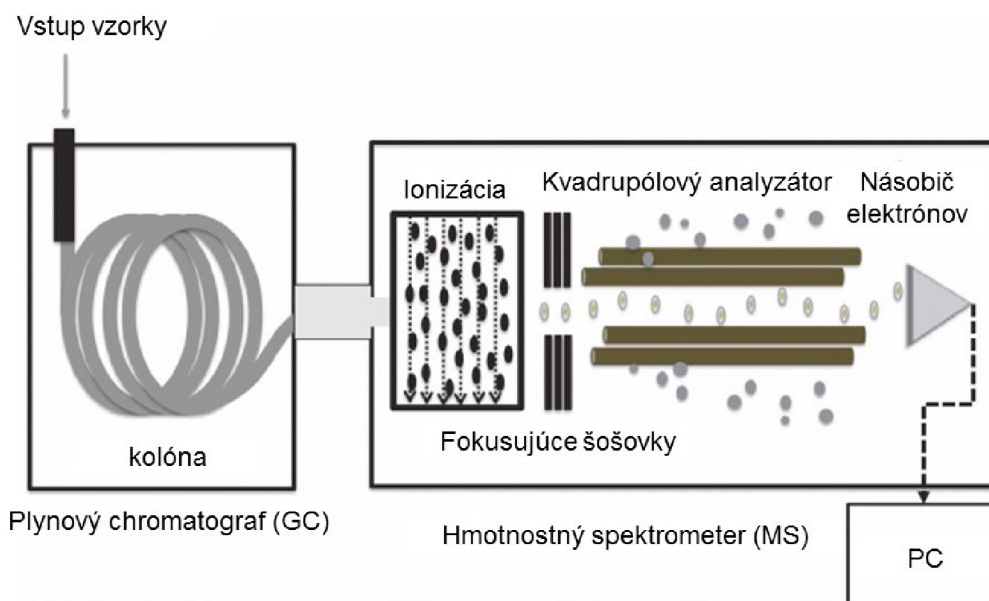 Vstup vzorky
Ionizácia
Kvadrupólový analyzátor
Násobič
elektrónov
Fokusujúce šošovky
kolóna
Plynový chromatograf (GC)
Hmotnostný spektrometer (MS)
PC